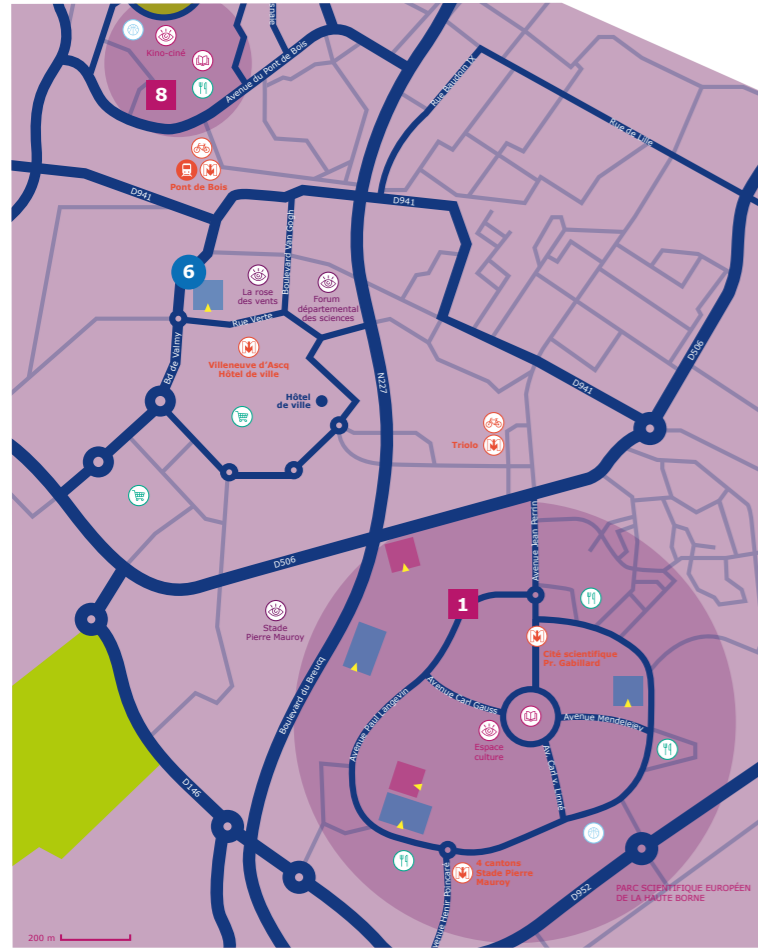 Kino-ciné
8
Avenue du Pont de Bois
Rue Baudoin IX
Rue de Lille
Pont de Bois
D941
D941
6
La rose
des vents
Boulevard Van Gogh
Forum
départemental
des sciences
Rue Verte
Bd de Valmy
Villeneuve d'Ascq
Hôtel de ville
N227
D506
D941
Hôtel
de ville
Triolo
D506
Avenue Jean Perrin
1
Stade
Pierre Mauroy
Boulevard du Breucq
Cité scientifique
Pr. Gabillard
Avenue Paul Langevin
Avenue Carl Gauss
Avenue Mendeleïev
Espace
culture
Av. Carl v. Linné
D146
4 cantons
Stade Pierre
Mauroy
D952
PARC SCIENTIFIQUE EUROPÉEN
DE LA HAUTE BORNE
200 m